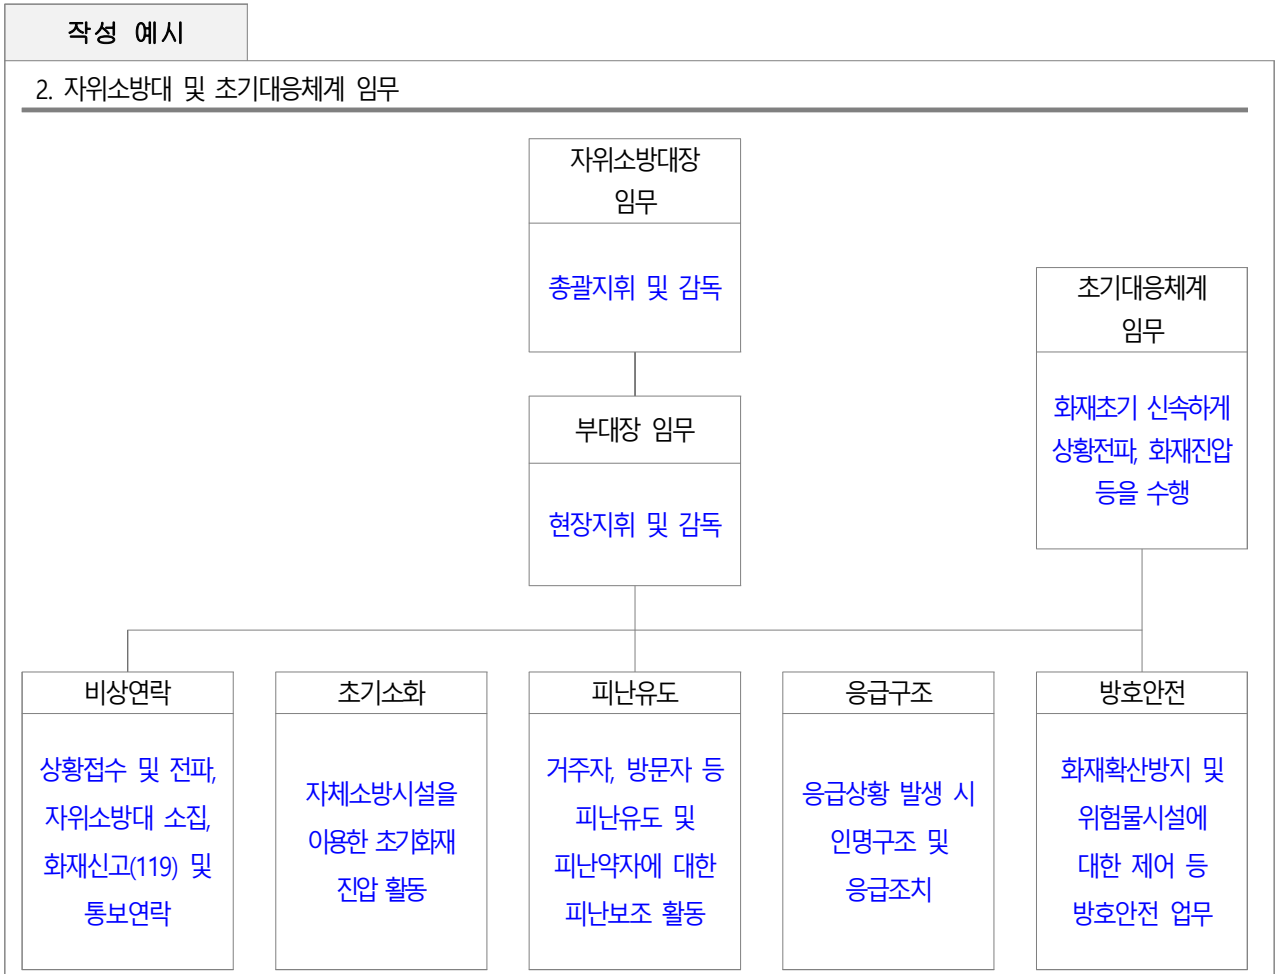 작성 예시
2. 자위소방대 및 초기대응체계 임무
자위소방대장
임무
총괄지휘 및 감독
초기대응체계
임무
화재초기 신속하게
상황전파, 화재진압
등을 수행
부대장 임무
현장지휘 및 감독
비상연락
상황접수 및 전파,
자위소방대 소집,
화재신고(119) 및
통보연락
초기소화
자체소방시설을
이용한 초기화재
진압 활동
피난유도
거주자, 방문자 등
피난유도 및
피난약자에 대한
피난보조 활동
응급구조
응급상황 발생 시
인명구조 및
응급조치
방호안전
화재확산방지 및
위험물시설에
대한 제어 등
방호안전 업무